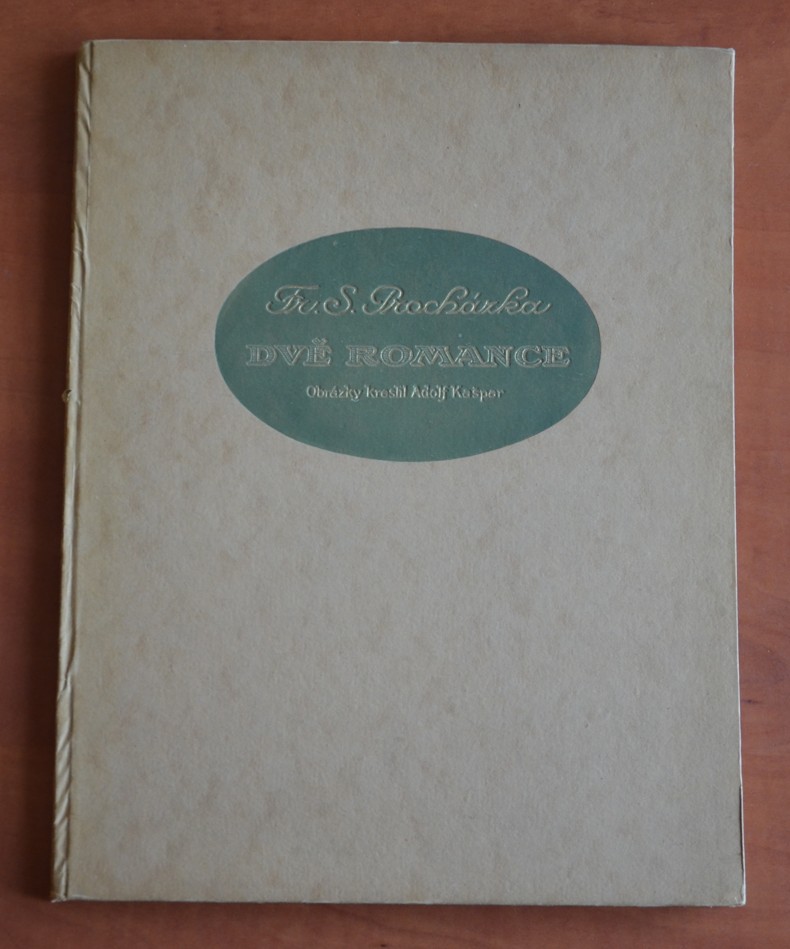 Fr. S. Procházka
DVĚ ROMANCE
Obrázky kreslil Adolf Kašpar